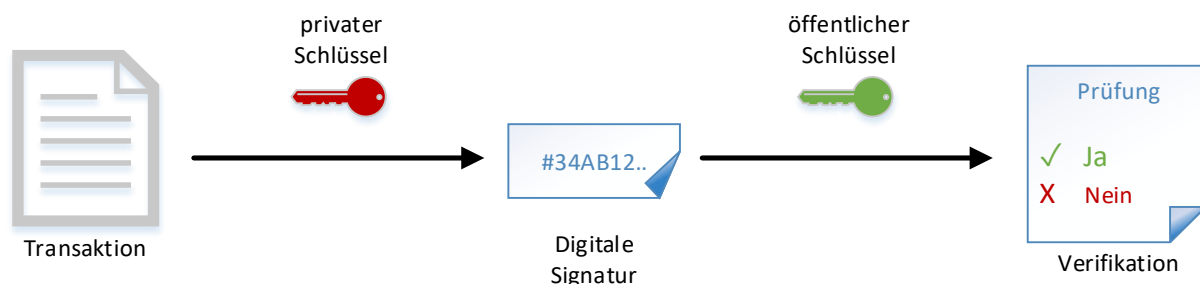 privater
Schlüssel
öffentlicher
Schlüssel
Prüfung
#34AB12..
✓ Ja
X Nein
Transaktion
Digitale
Signatur
Verifikation